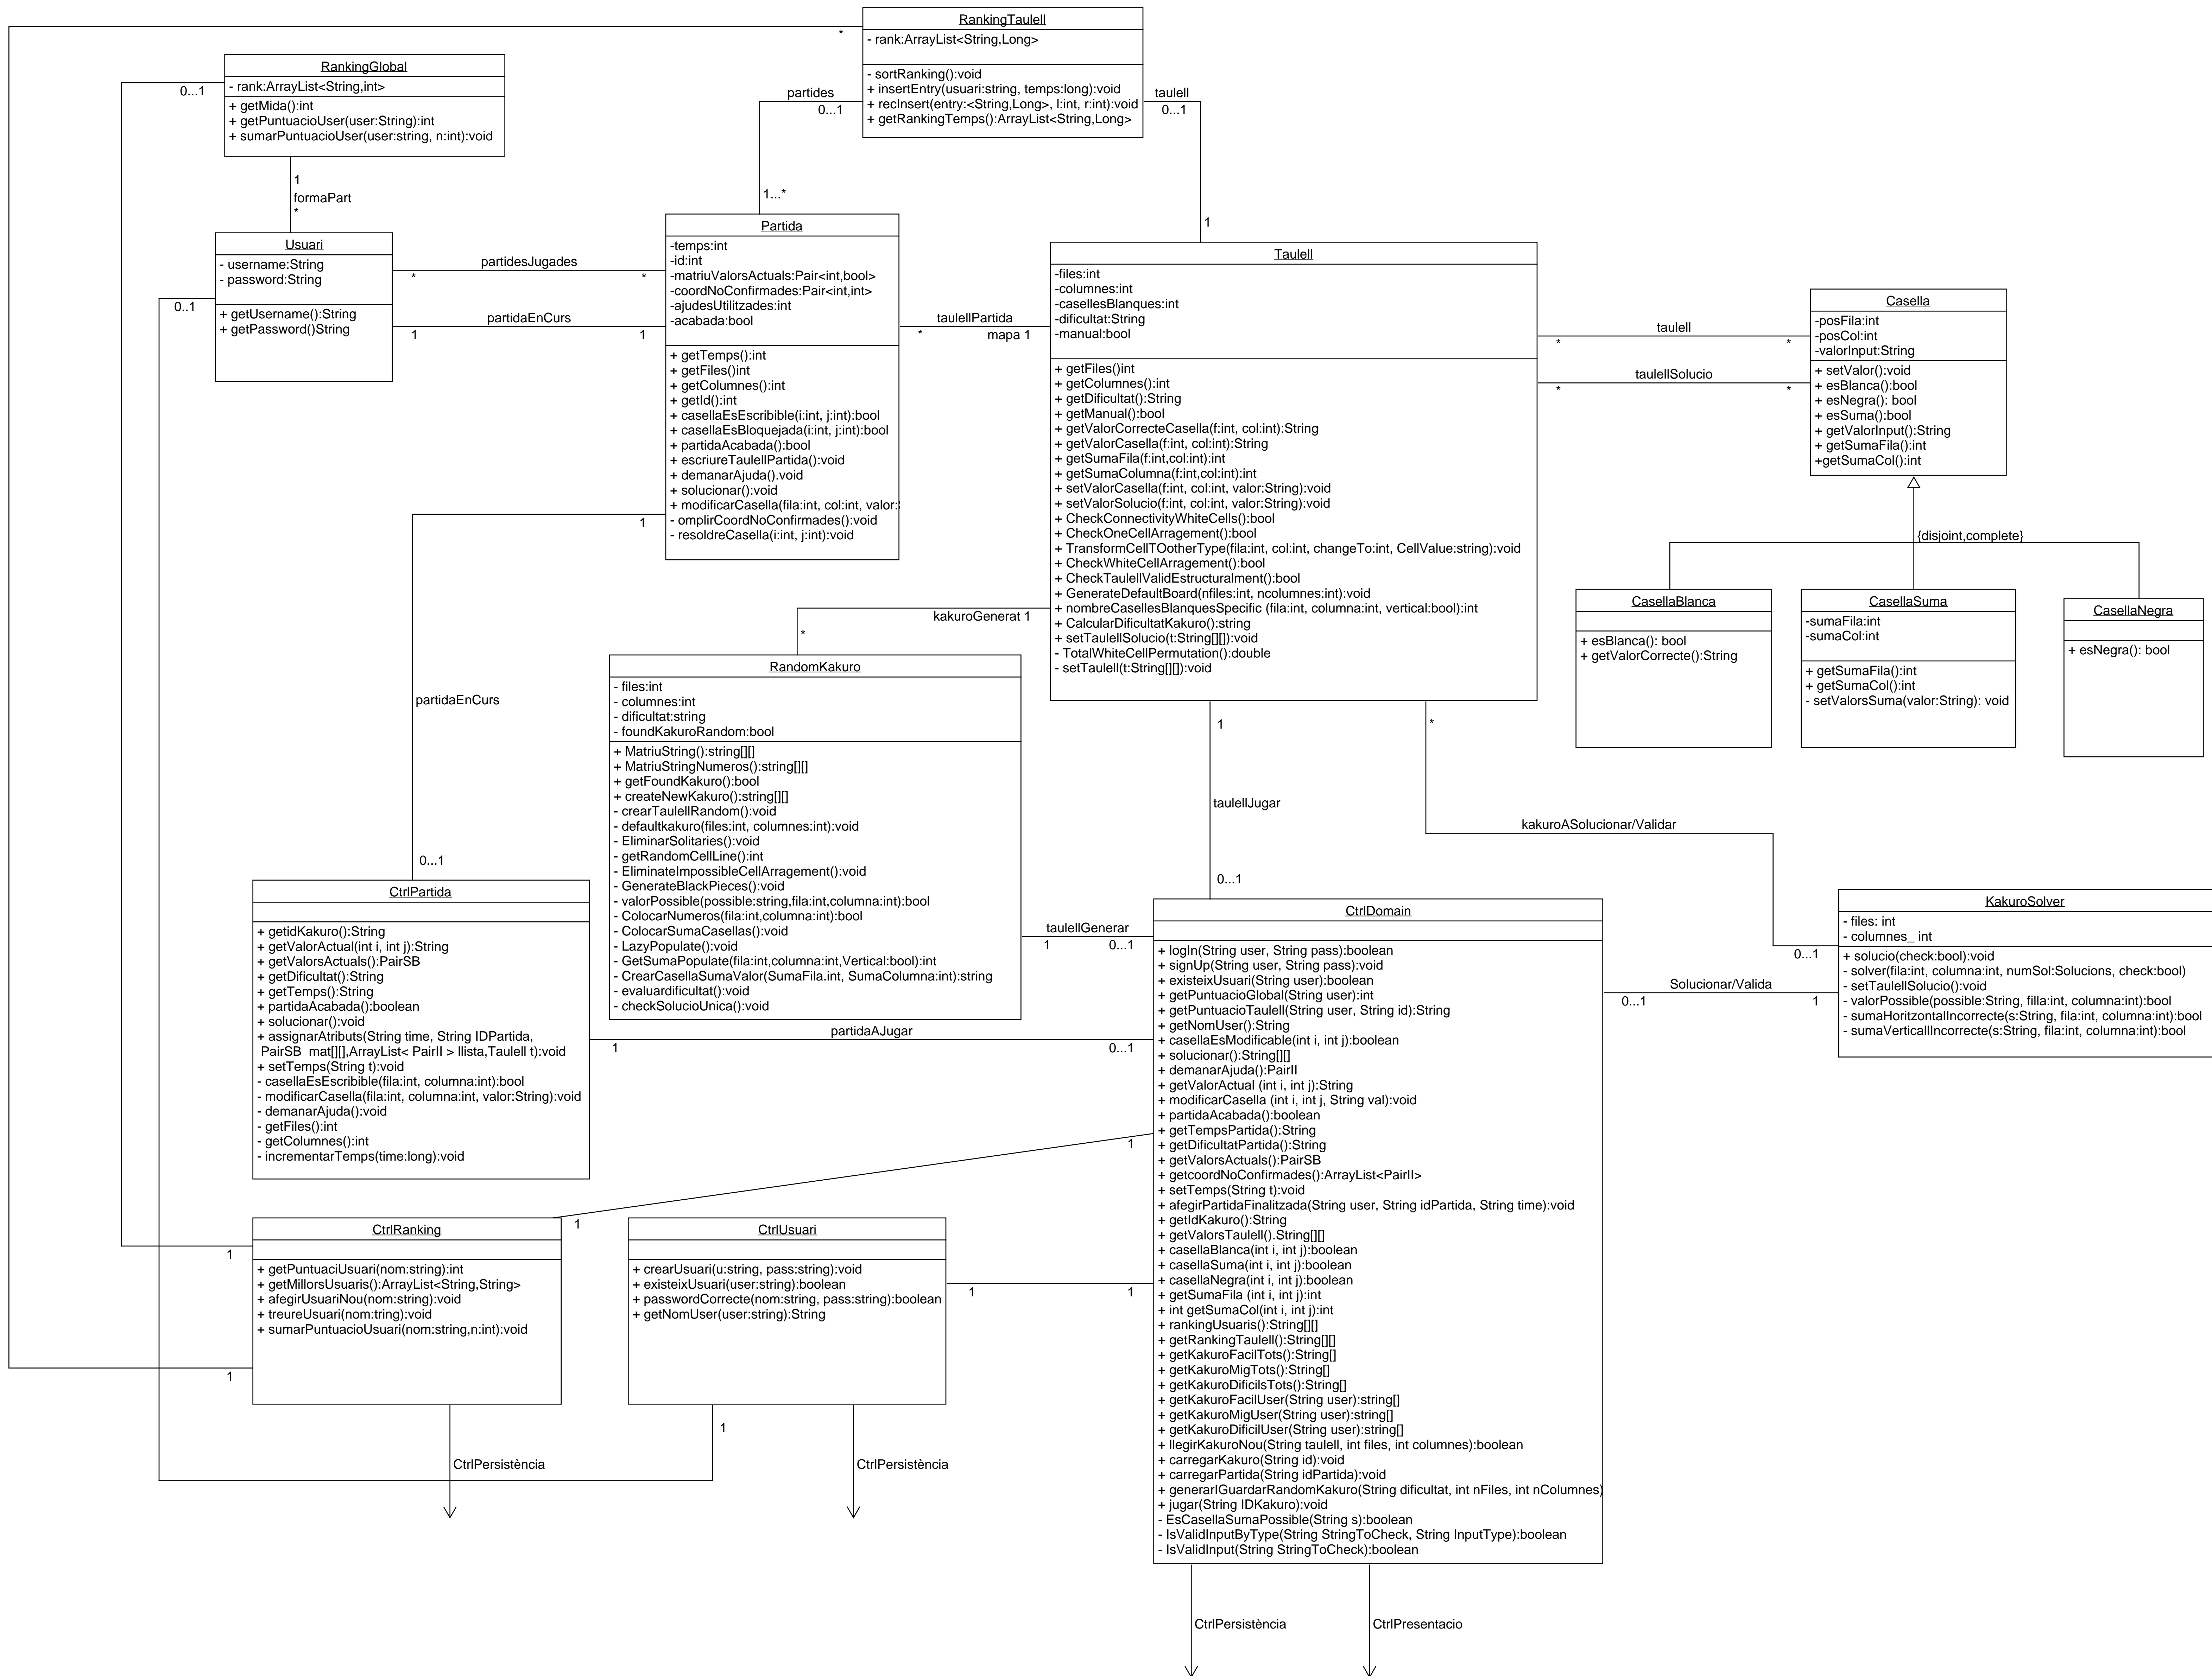 RankingTaulell
- rank:ArrayList<String,Long>
- sortRanking():void
+ insertEntry(usuari:string, temps:long):void
+ recInsert(entry:<String,Long>, l:int, r:int):void
+ getRankingTemps():ArrayList<String,Long>
*
partides
0...1
taulell
0...1
RankingGlobal
- rank:ArrayList<String,int>
+ getMida():int
+ getPuntuacioUser(user:String):int
+ sumarPuntuacioUser(user:string, n:int):void
0...1
1
formaPart
*
1...*
1
Usuari
- username:String
- password:String
+ getUsername():String
+ getPassword()String
0..1
partidesJugades
*
*
partidaEnCurs
1
1
Partida
-temps:int
-id:int
-matriuValorsActuals:Pair<int,bool>
-coordNoConfirmades:Pair<int,int>
-ajudesUtilitzades:int
-acabada:bool
+ getTemps():int
+ getFiles()int
+ getColumnes():int
+ getId():int
+ casellaEsEscribible(i:int, j:int):bool
+ casellaEsBloquejada(i:int, j:int):bool
+ partidaAcabada():bool
+ escriureTaulellPartida():void
+ demanarAjuda().void
+ solucionar():void
+ modificarCasella(fila:int, col:int, valor:
- omplirCoordNoConfirmades():void
- resoldreCasella(i:int, j:int):void
1
taulellPartida
*
mapa 1
Taulell
-files:int
-columnes:int
-casellesBlanques:int
-dificultat:String
-manual:bool
+ getFiles()int
+ getColumnes():int
+ getDificultat():String
+ getManual():bool
+ getValorCorrecteCasella(f:int, col:int):String
+ getValorCasella(f:int, col:int):String
+ getSumaFila(f:int,col:int):int
+ getSumaColumna(f:int,col:int):int
+ setValorCasella(f:int, col:int, valor:String):void
+ setValorSolucio(f:int, col:int, valor:String):void
+ CheckConnectivityWhiteCells():bool
+ CheckOneCellArragement():bool
+ TransformCellTOotherType(fila:int, col:int, changeTo:int, CellValue:string):void
+ CheckWhiteCellArragement():bool
+ CheckTaulellValidEstructuralment():bool
+ GenerateDefaultBoard(nfiles:int, ncolumnes:int):void
+ nombreCasellesBlanquesSpecific (fila:int, columna:int, vertical:bool):int
+ CalcularDificultatKakuro():string
+ setTaulellSolucio(t:String[][]):void
- TotalWhiteCellPermutation():double
- setTaulell(t:String[][]):void
taulell
*
*
taulellSolucio
*
*
Casella
-posFila:int
-posCol:int
-valorInput:String
+ setValor():void
+ esBlanca():bool
+ esNegra(): bool
+ esSuma():bool
+ getValorInput():String
+ getSumaFila():int
+getSumaCol():int
{disjoint,complete}
CasellaBlanca
+ esBlanca(): bool
+ getValorCorrecte():String
CasellaSuma
-sumaFila:int
-sumaCol:int
+ getSumaFila():int
+ getSumaCol():int
- setValorsSuma(valor:String): void
CasellaNegra
+ esNegra(): bool
kakuroGenerat 1
*
RandomKakuro
- files:int
- columnes:int
- dificultat:string
- foundKakuroRandom:bool
+ MatriuString():string[][]
+ MatriuStringNumeros():string[][]
+ getFoundKakuro():bool
+ createNewKakuro():string[][]
- crearTaulellRandom():void
- defaultkakuro(files:int, columnes:int):void
- EliminarSolitaries():void
- getRandomCellLine():int
- EliminateImpossibleCellArragement():void
- GenerateBlackPieces():void
- valorPossible(possible:string,fila:int,columna:int):bool
- ColocarNumeros(fila:int,columna:int):bool
- ColocarSumaCasellas():void
- LazyPopulate():void
- GetSumaPopulate(fila:int,columna:int,Vertical:bool):int
- CrearCasellaSumaValor(SumaFila.int, SumaColumna:int):string
- evaluardificultat():void
- checkSolucioUnica():void
partidaEnCurs
0...1
1
taulellJugar
0...1
*
kakuroASolucionar/Validar
0...1
CtrlPartida
+ getidKakuro():String
+ getValorActual(int i, int j):String
+ getValorsActuals():PairSB
+ getDificultat():String
+ getTemps():String
+ partidaAcabada():boolean
+ solucionar():void
+ assignarAtributs(String time, String IDPartida,
PairSB mat[][],ArrayList< PairII > llista,Taulell t):void
+ setTemps(String t):void
- casellaEsEscribible(fila:int, columna:int):bool
- modificarCasella(fila:int, columna:int, valor:String):void
- demanarAjuda():void
- getFiles():int
- getColumnes():int
- incrementarTemps(time:long):void
taulellGenerar
1
0...1
partidaAJugar
1
0...1
CtrlDomain
+ logIn(String user, String pass):boolean
+ signUp(String user, String pass):void
+ existeixUsuari(String user):boolean
+ getPuntuacioGlobal(String user):int
+ getPuntuacioTaulell(String user, String id):String
+ getNomUser():String
+ casellaEsModificable(int i, int j):boolean
+ solucionar():String[][]
+ demanarAjuda():PairII
+ getValorActual (int i, int j):String
+ modificarCasella (int i, int j, String val):void
+ partidaAcabada():boolean
+ getTempsPartida():String
+ getDificultatPartida():String
+ getValorsActuals():PairSB
+ getcoordNoConfirmades():ArrayList<PairII>
+ setTemps(String t):void
+ afegirPartidaFinalitzada(String user, String idPartida, String time):void
+ getIdKakuro():String
+ getValorsTaulell().String[][]
+ casellaBlanca(int i, int j):boolean
+ casellaSuma(int i, int j):boolean
+ casellaNegra(int i, int j):boolean
+ getSumaFila (int i, int j):int
+ int getSumaCol(int i, int j):int
+ rankingUsuaris():String[][]
+ getRankingTaulell():String[][]
+ getKakuroFacilTots():String[]
+ getKakuroMigTots():String[]
+ getKakuroDificilsTots():String[]
+ getKakuroFacilUser(String user):string[]
+ getKakuroMigUser(String user):string[]
+ getKakuroDificilUser(String user):string[]
+ llegirKakuroNou(String taulell, int files, int columnes):boolean
+ carregarKakuro(String id):void
+ carregarPartida(String idPartida):void
+ generarIGuardarRandomKakuro(String dificultat, int nFiles, int nColumnes)
+ jugar(String IDKakuro):void
- EsCasellaSumaPossible(String s):boolean
- IsValidInputByType(String StringToCheck, String InputType):boolean
- IsValidInput(String StringToCheck):boolean
Solucionar/Valida
0...1
1
KakuroSolver
- files: int
- columnes_ int
+ solucio(check:bool):void
- solver(fila:int, columna:int, numSol:Solucions, check:bool)
- setTaulellSolucio():void
- valorPossible(possible:String, filla:int, columna:int):bool
- sumaHoritzontalIncorrecte(s:String, fila:int, columna:int):bool
- sumaVerticalIncorrecte(s:String, fila:int, columna:int):bool
1
1
1
1
CtrlRanking
+ getPuntuaciUsuari(nom:string):int
+ getMillorsUsuaris():ArrayList<String,String>
+ afegirUsuariNou(nom:string):void
+ treureUsuari(nom:tring):void
+ sumarPuntuacioUsuari(nom:string,n:int):void
CtrlUsuari
+ crearUsuari(u:string, pass:string):void
+ existeixUsuari(user:string):boolean
+ passwordCorrecte(nom:string, pass:string):boolean
+ getNomUser(user:string):String
1
1
1
CtrlPersistència
CtrlPersistència
CtrlPersistència
CtrlPresentacio